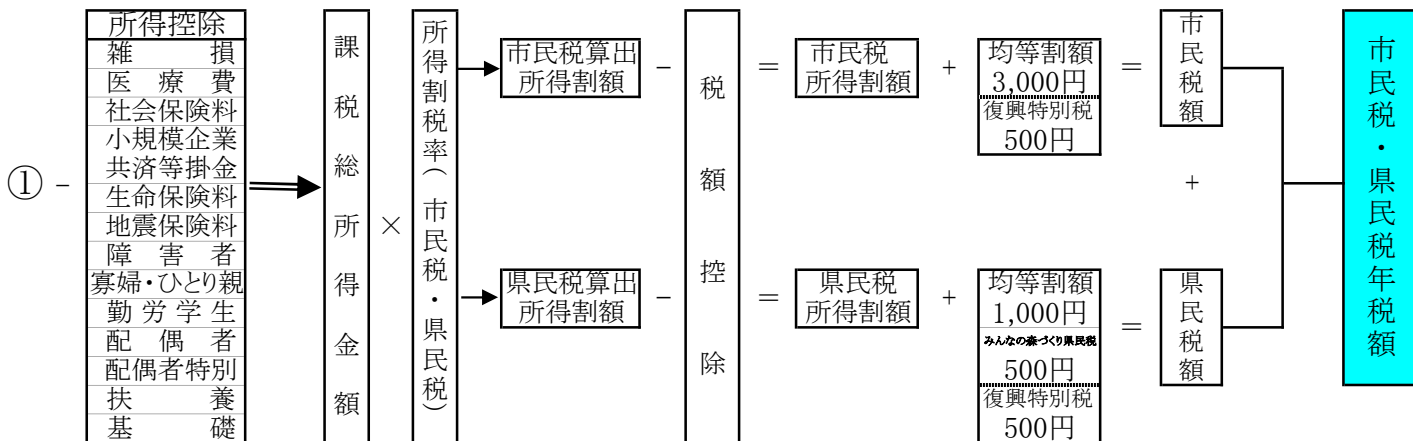 ①
-
所得控除
雑損
医療費
社会保険料
小規模企業
共済等掛金
生命保険料
地震保険料
障害者
寡婦・ひとり親
勤労学生
配偶者
配偶者特別
扶養
基礎
課税総所得金額
×
所得割税率(市民税・県民税)
市民税算出
所得割額
-
県民税算出
所得割額
-
税額控除
=
市民税
所得割額
+
均等割額
3,000円
復興特別税
500円
=
市民税額
+
=
県民税
所得割額
+
均等割額
1,000円
みんなの森づくり県民税
500円
復興特別税
500円
=
県民税額
市民税・県民税年税額